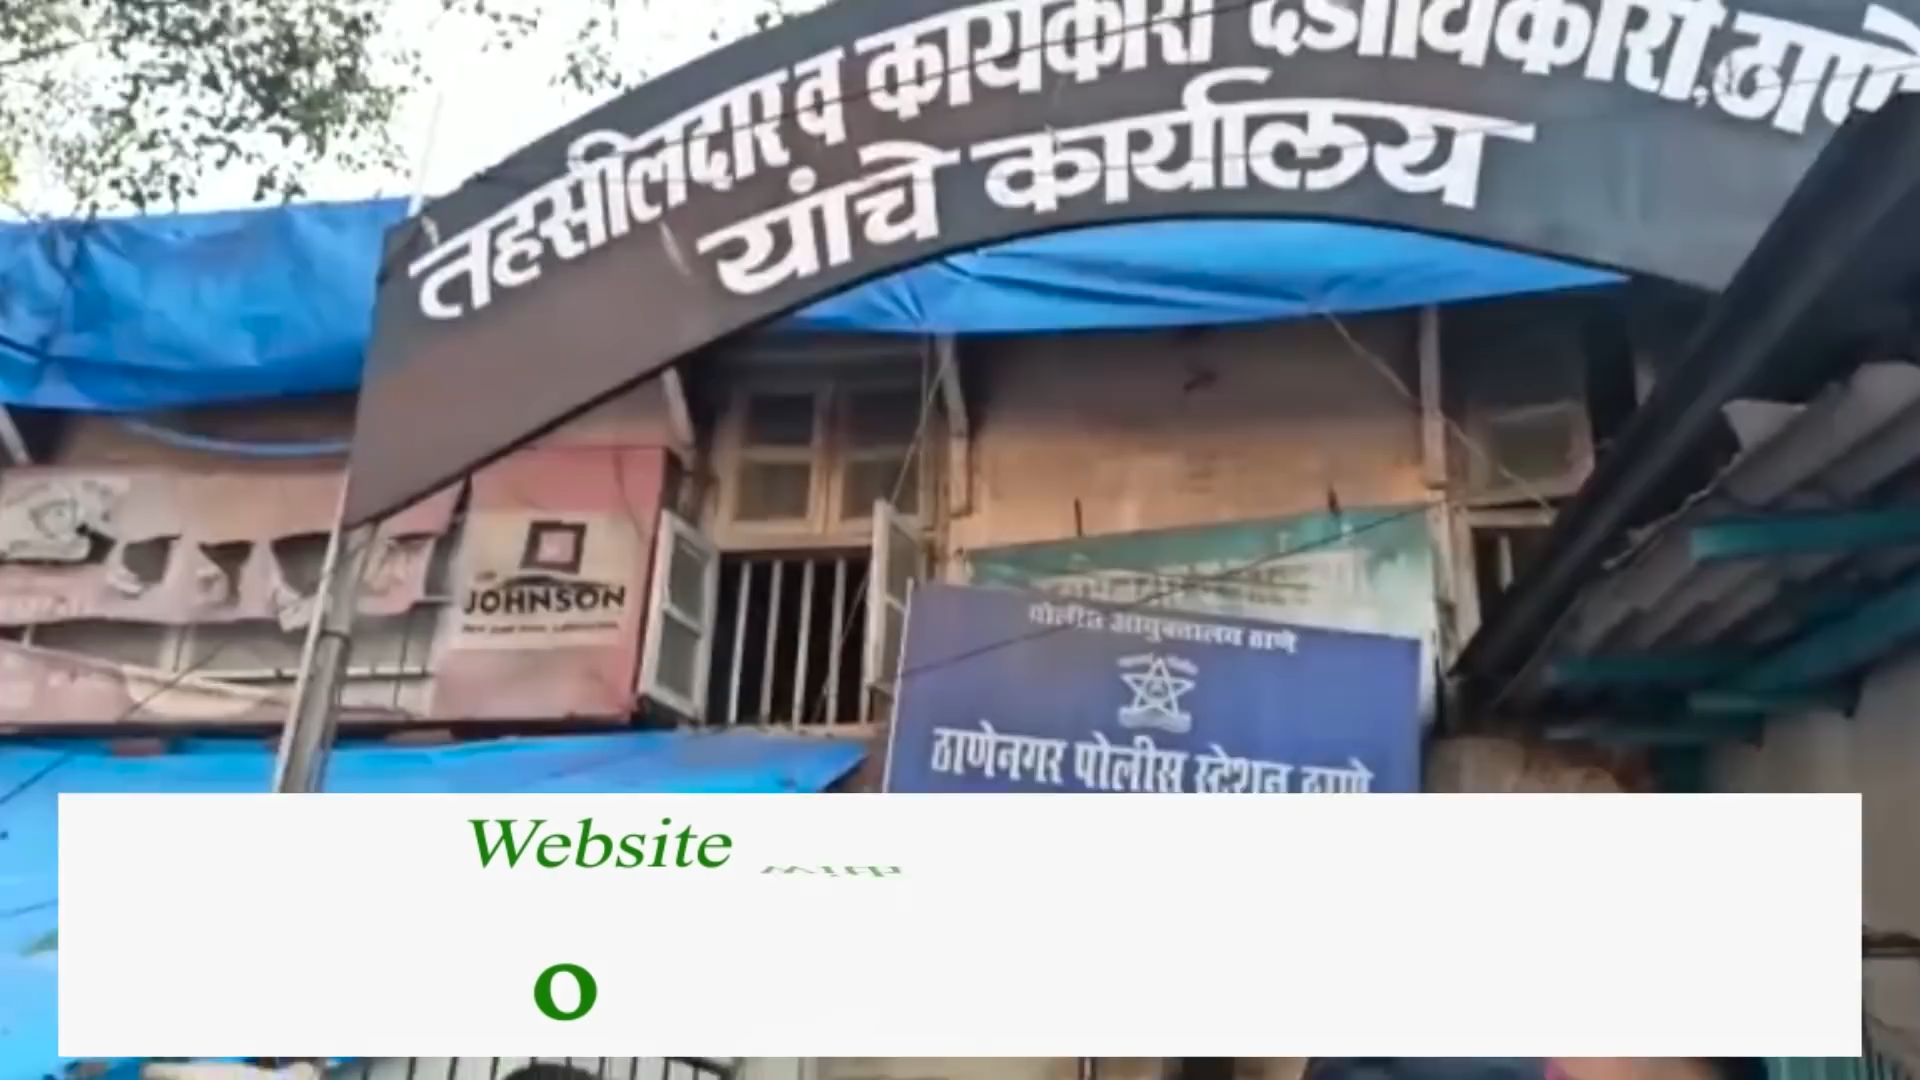 तहसीलदार व कार्यकारी दंडाधिकारी, ठाणे
यांचे कार्यालय
JOHNSON
पोलीस आयुक्तालय ठाणे
ठाणेनगर पोलीस स्टेशन ठाणे
Website
o